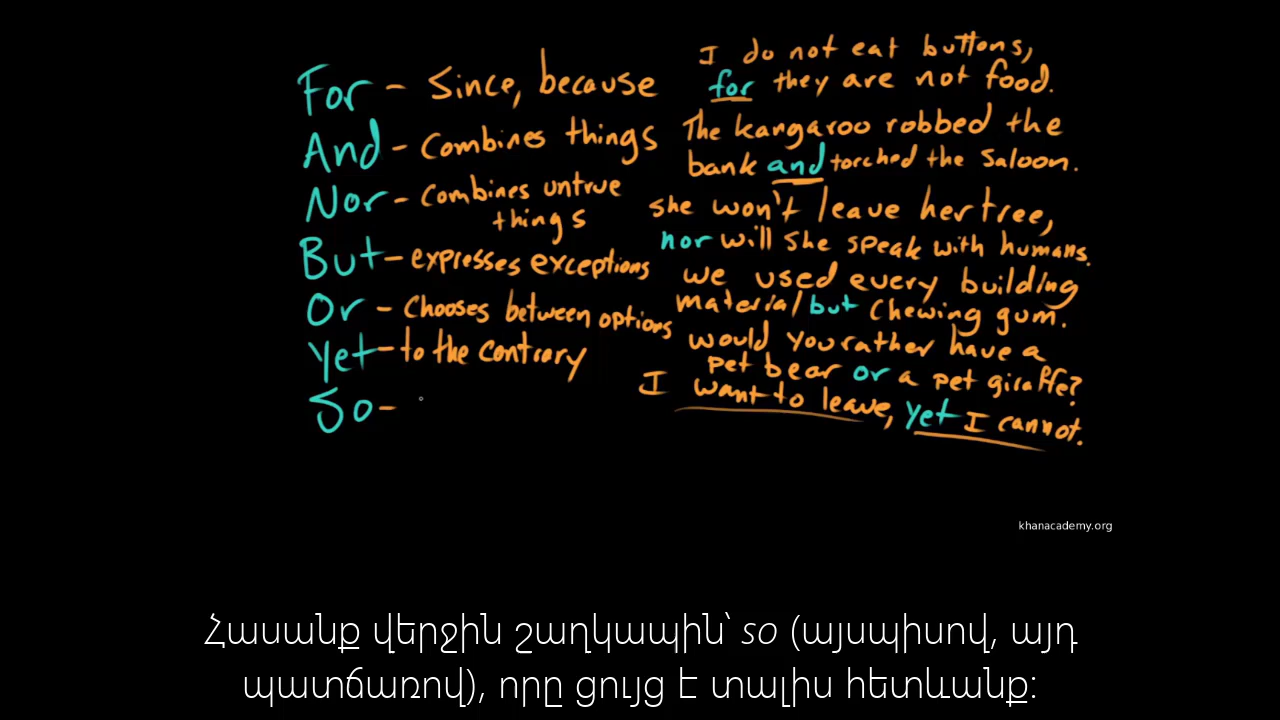 For - Since, because
And - Combines things
Nor - Combines untrue
things
But - expresses exceptions
Or - Chooses between options
Yet - to the contrary
So -
I do not eat buttons,
for they are not food.
The kangaroo robbed the
bank and torched the saloon.
she won't leave her tree,
nor will she speak with humans.
we used every building
material but chewing gum.
would you rather have a
pet bear or a pet giraffe?
I want to leave, yet I cannot.
khanacademy.org
Հասանք վերջին շաղկապին՝ so (այսպիսով, այդ
պատճառով), որը ցույց է տալիս հետևանք: